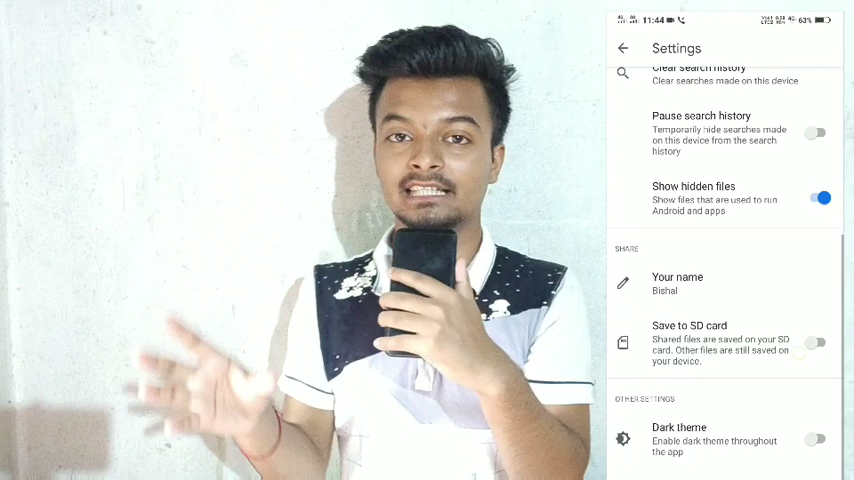 11:44
63%
Settings
Clear search history
Clear searches made on this device
Pause search history
Temporarily hide searches made
on this device from the search
history
Show hidden files
Show files that are used to run
Android and apps
SHARE
Your name
Bishal
Save to SD card
Shared files are saved on your SD
card. Other files are still saved on
your device.
OTHER SETTINGS
Dark theme
Enable dark theme throughout
the app